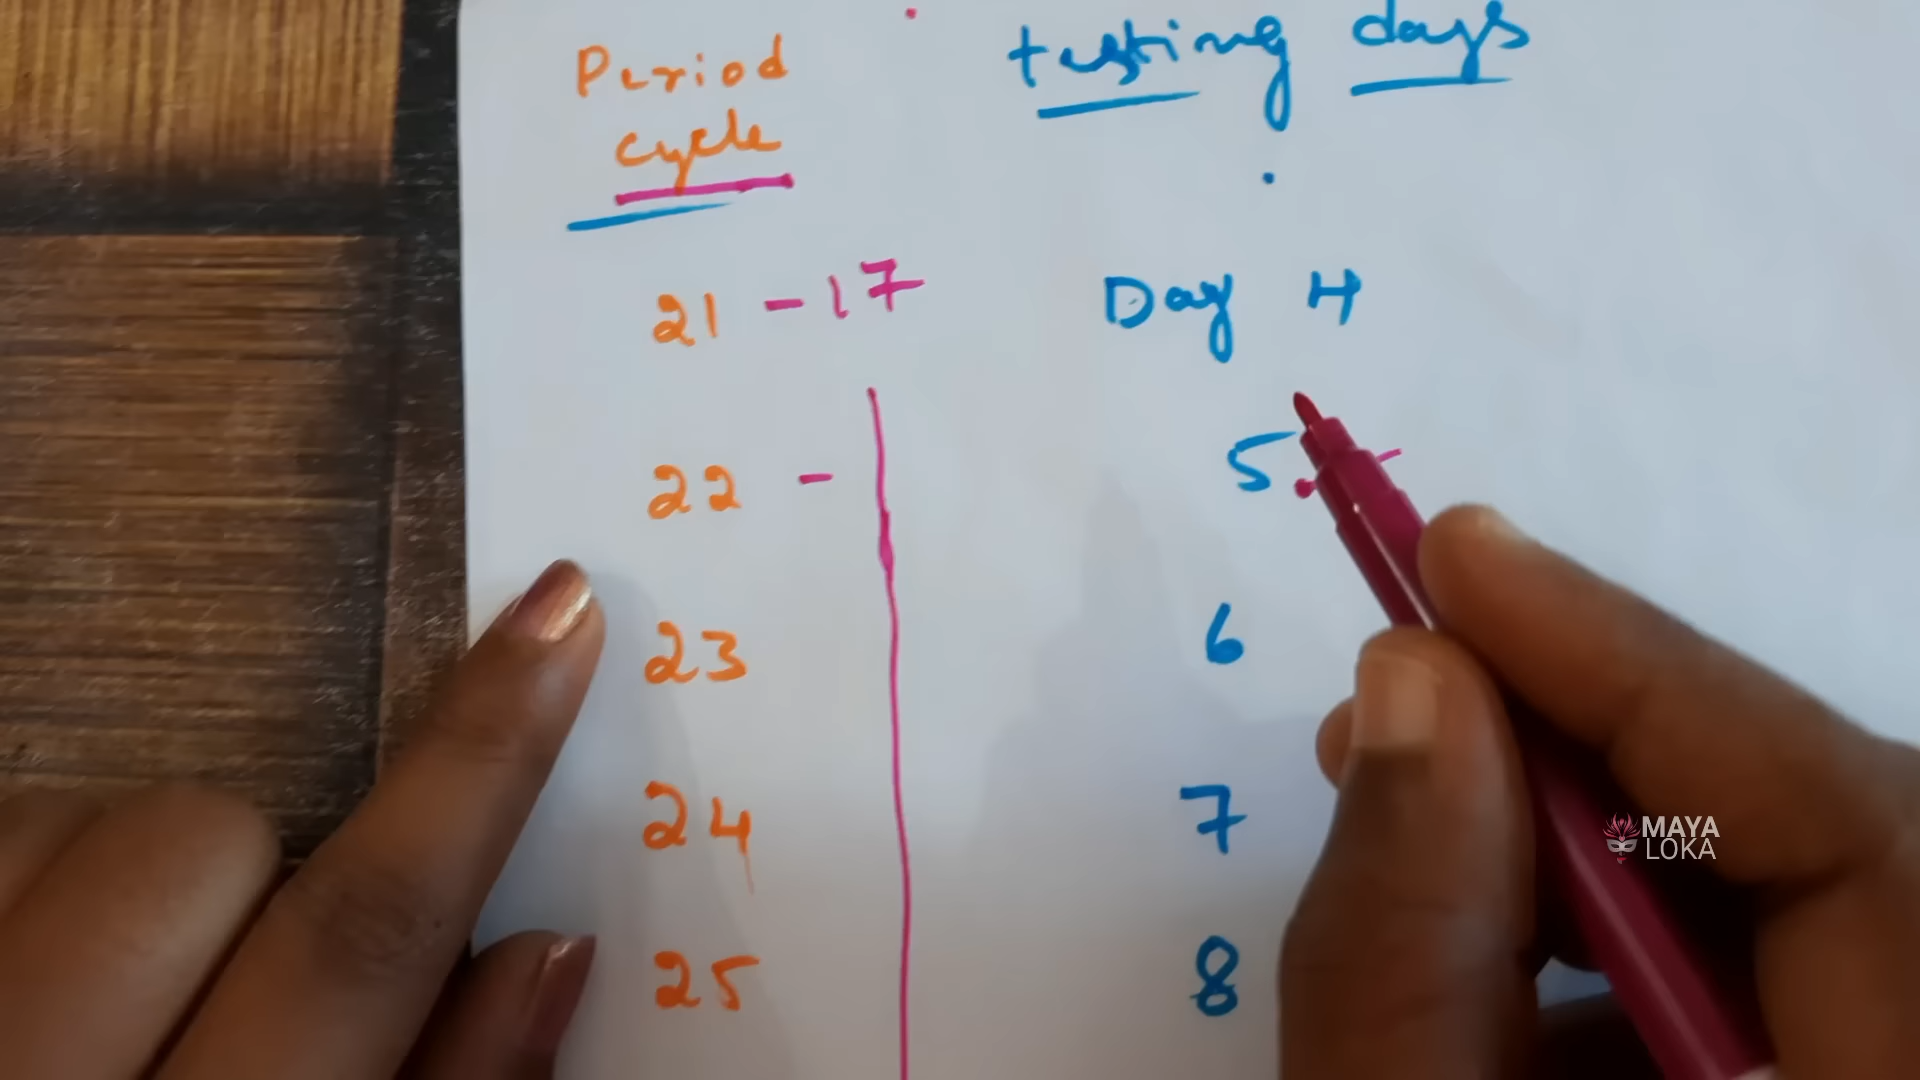 Period testing days
cycle
21 - 17 Day 4
22 - 5
23 6
24 7
25 8
MAYA
LOKA